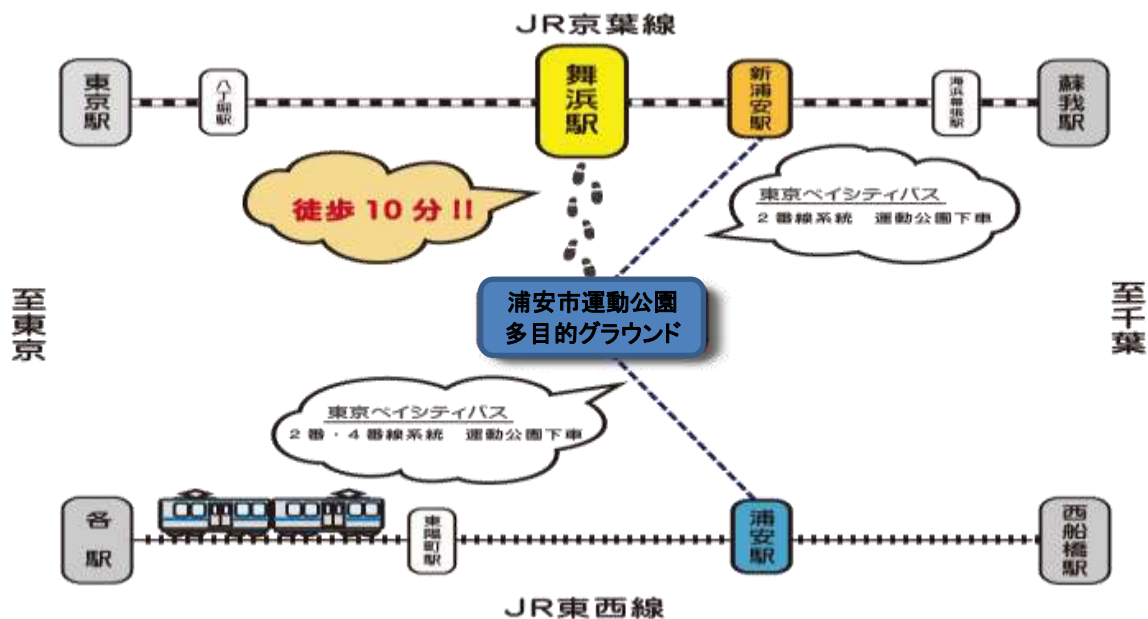 JR京葉線
東京駅
八丁堀駅
舞浜駅
新浦安駅
海浜幕張駅
蘇我駅
徒歩10分!!
東京ベイシティバス
2番線系統　運動公園下車
至東京
浦安市運動公園
多目的グラウンド
至千葉
東京ベイシティバス
2番・4番線系統　運動公園下車
各駅
東陽町駅
浦安駅
西船橋駅
JR東西線